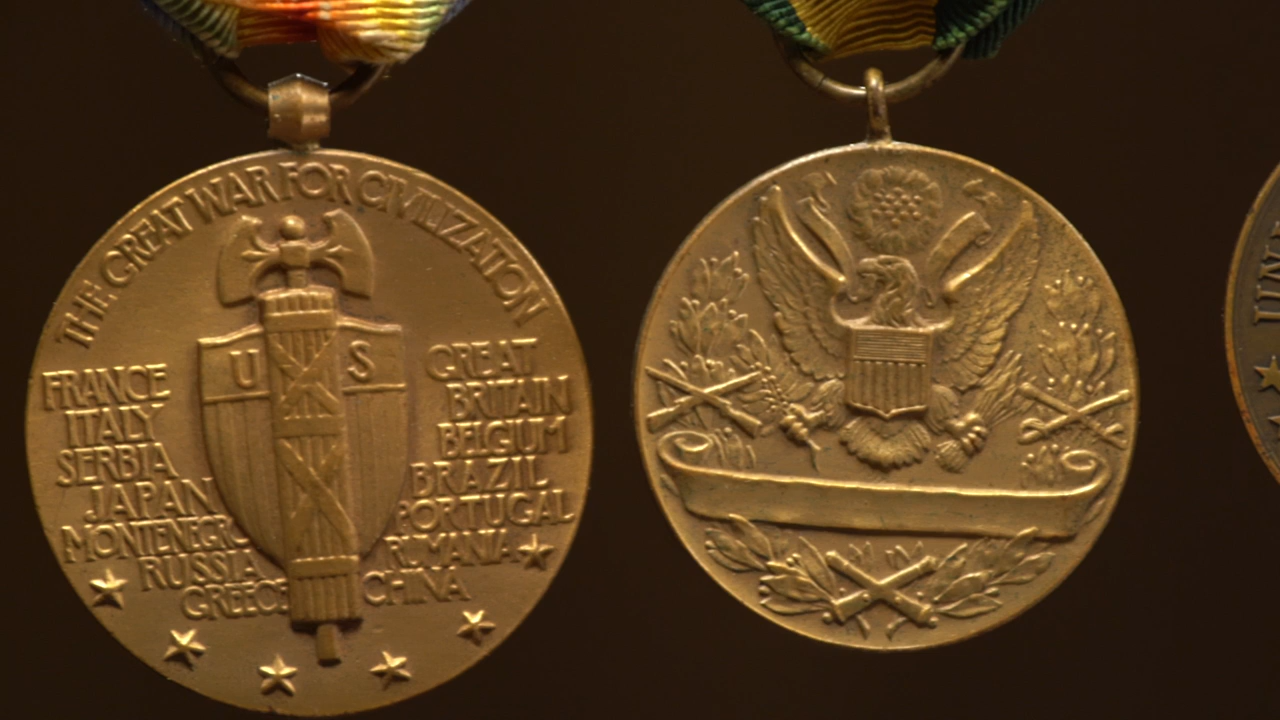 THE GREAT WAR FOR CIVILIZATION
U S
FRANCE
ITALY
SERBIA
JAPAN
MONTENEGRO
RUSSIA
GREECE
GREAT
BRITAIN
BELGIUM
BRAZIL
PORTUGAL
RUMANIA
CHINA